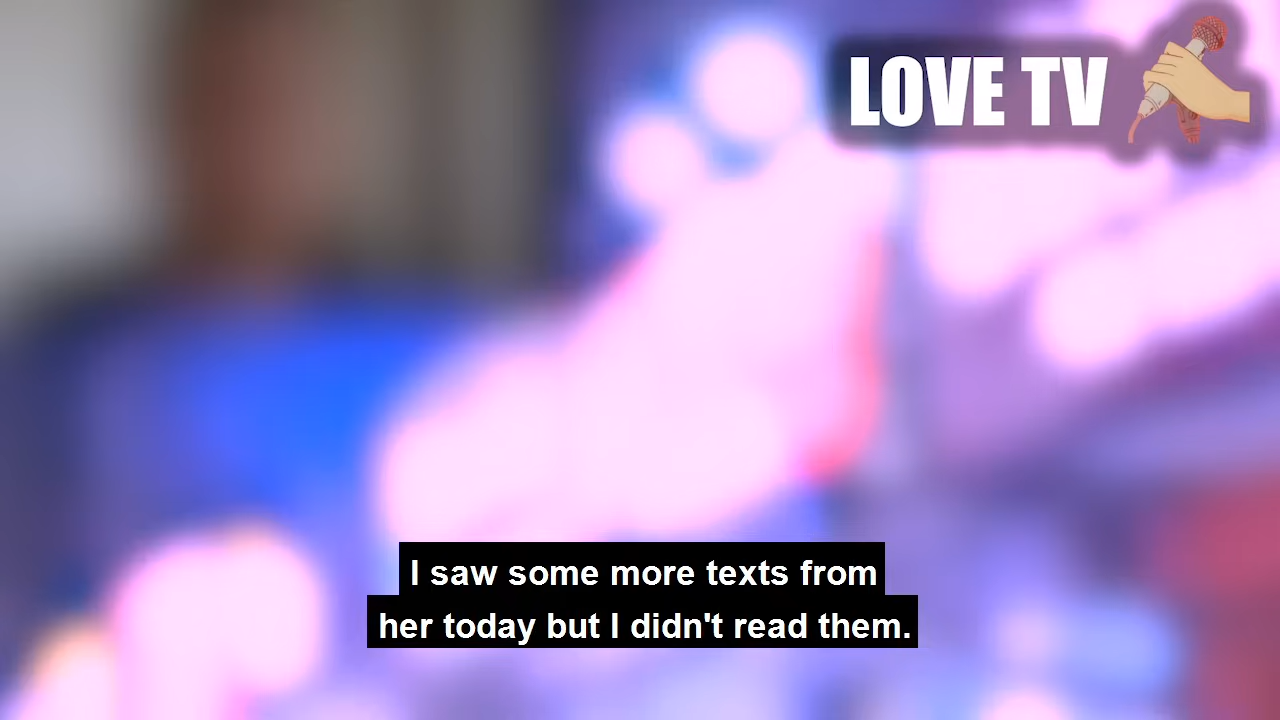 LOVE TV
I saw some more texts from
her today but I didn't read them.